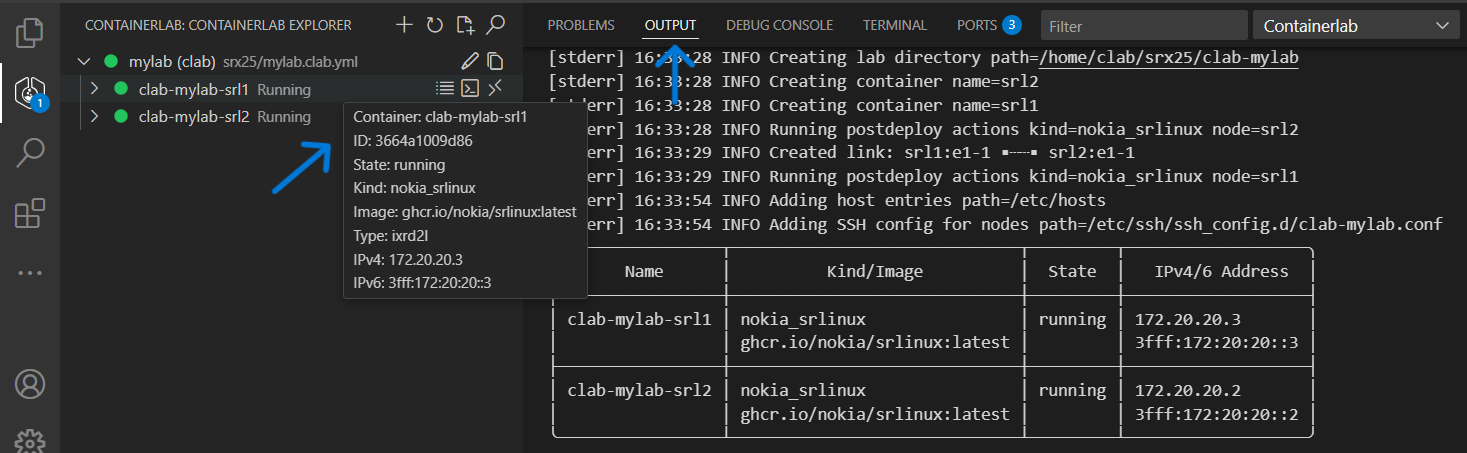 CONTAINERLAB: CONTAINERLAB EXPLORER
mylab (clab) srx25/mylab.clab.yml
clab-mylab-srl1 Running
1
clab-mylab-srl2 Running
Container: clab-mylab-srl1
ID: 3664a1009d86
State: running
Kind: nokia_srlinux
Image: ghcr.io/nokia/srlinux:latest
Type: ixrd2l
IPv4: 172.20.20.3
IPv6: 3fff:172:20:20::3
PROBLEMS OUTPUT DEBUG CONSOLE TERMINAL PORTS 3 Filter Containerlab
[stderr] 16:33:28 INFO Creating lab directory path=/home/clab/srx25/clab-mylab
[stderr] 16:33:28 INFO Creating container name=srl2
[stderr] 16:33:28 INFO Creating container name=srl1
err] 16:33:28 INFO Running postdeploy actions kind=nokia_srlinux node=srl2
err] 16:33:29 INFO Created link: srl1:e1-1 ▪┄┄▪ srl2:e1-1
err] 16:33:29 INFO Running postdeploy actions kind=nokia_srlinux node=srl1
err] 16:33:54 INFO Adding host entries path=/etc/hosts
err] 16:33:54 INFO Adding SSH config for nodes path=/etc/ssh/ssh_config.d/clab-mylab.conf
Name Kind/Image State IPv4/6 Address
clab-mylab-srl1 nokia_srlinux running 172.20.20.3
ghcr.io/nokia/srlinux:latest 3fff:172:20:20::3
clab-mylab-srl2 nokia_srlinux running 172.20.20.2
ghcr.io/nokia/srlinux:latest 3fff:172:20:20::2